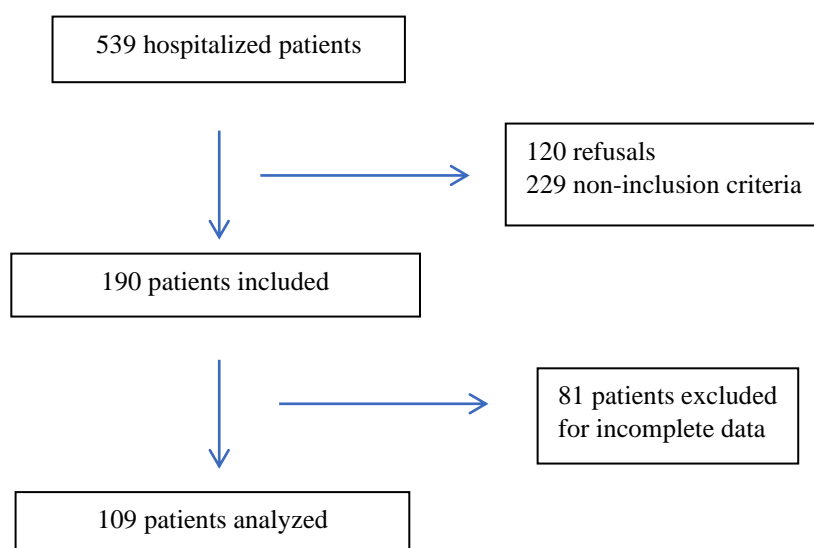 539 hospitalized patients
120 refusals
229 non-inclusion criteria
190 patients included
81 patients excluded
for incomplete data
109 patients analyzed